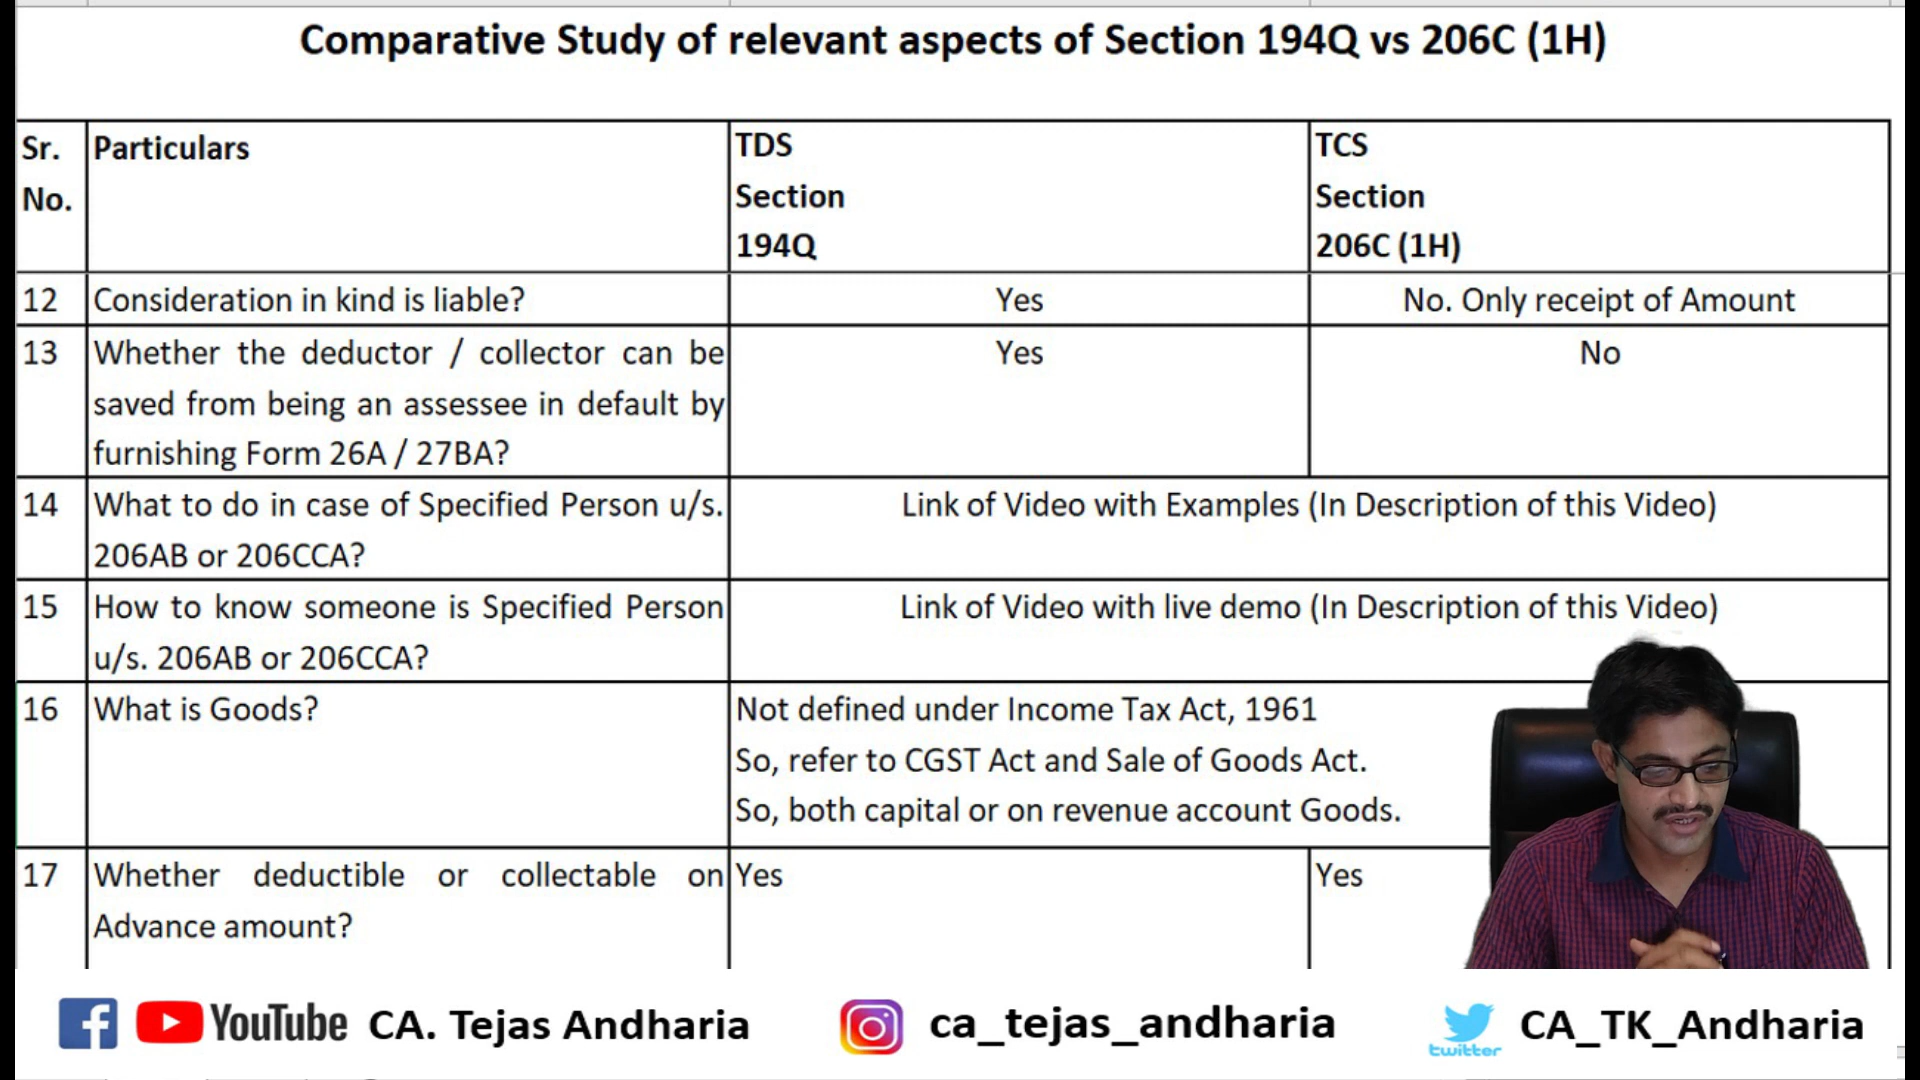 Comparative Study of relevant aspects of Section 194Q vs 206C (1H)
Sr. No.
Particulars
TDS
Section
194Q
TCS
Section
206C (1H)
12
Consideration in kind is liable?
Yes
No. Only receipt of Amount
13
Whether the deductor / collector can be
saved from being an assessee in default by
furnishing Form 26A / 27BA?
Yes
No
14
What to do in case of Specified Person u/s.
206AB or 206CCA?
Link of Video with Examples (In Description of this Video)
15
How to know someone is Specified Person
u/s. 206AB or 206CCA?
Link of Video with live demo (In Description of this Video)
16
What is Goods?
Not defined under Income Tax Act, 1961
So, refer to CGST Act and Sale of Goods Act.
So, both capital or on revenue account Goods.
17
Whether deductible or collectable on
Advance amount?
Yes
Yes
YouTube CA. Tejas Andharia
ca_tejas_andharia
twitter
CA_TK_Andharia